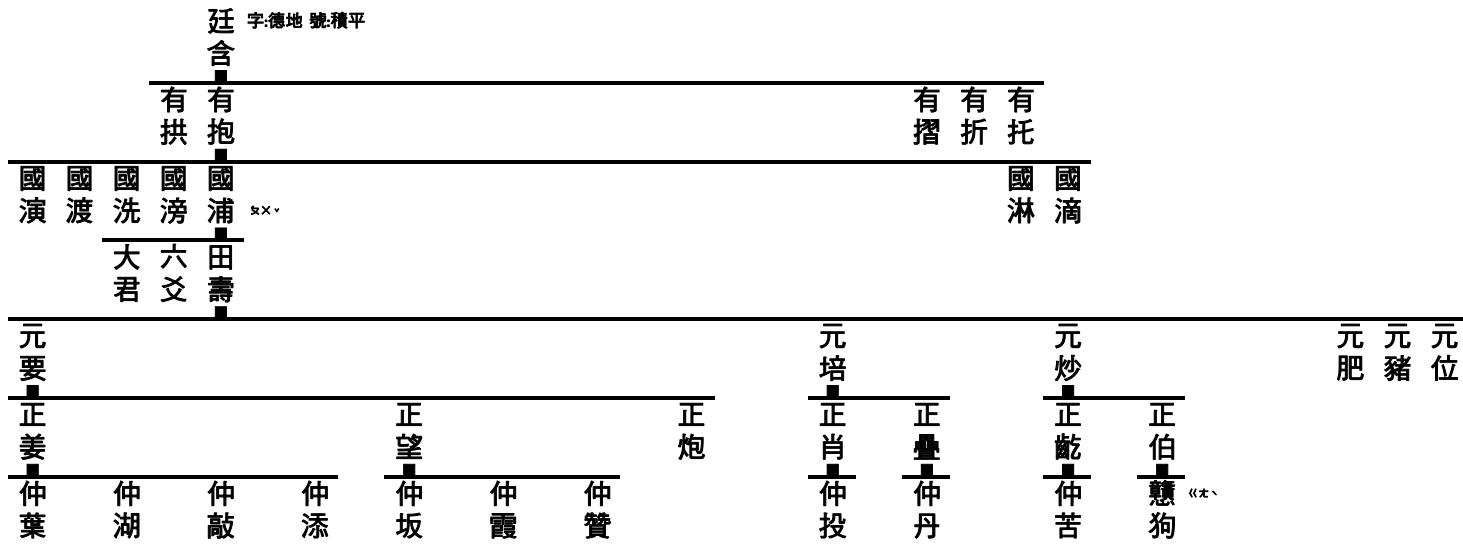 廷含 字:德地 號:積平
有拱 有抱 有摺 有折 有托
國演 國渡 國洗 國滂 國浦 ㄆㄨˇ 國淋 國滴
大君 六爻 田壽
元要 元培 元炒 元肥 元豬 元位
正姜 正望 正炮 正肖 正疊 正齕 正伯
仲葉 仲湖 仲敲 仲添 仲坂 仲霞 仲贊 仲投 仲丹 仲苦 戇狗 ㄍㄤˋ